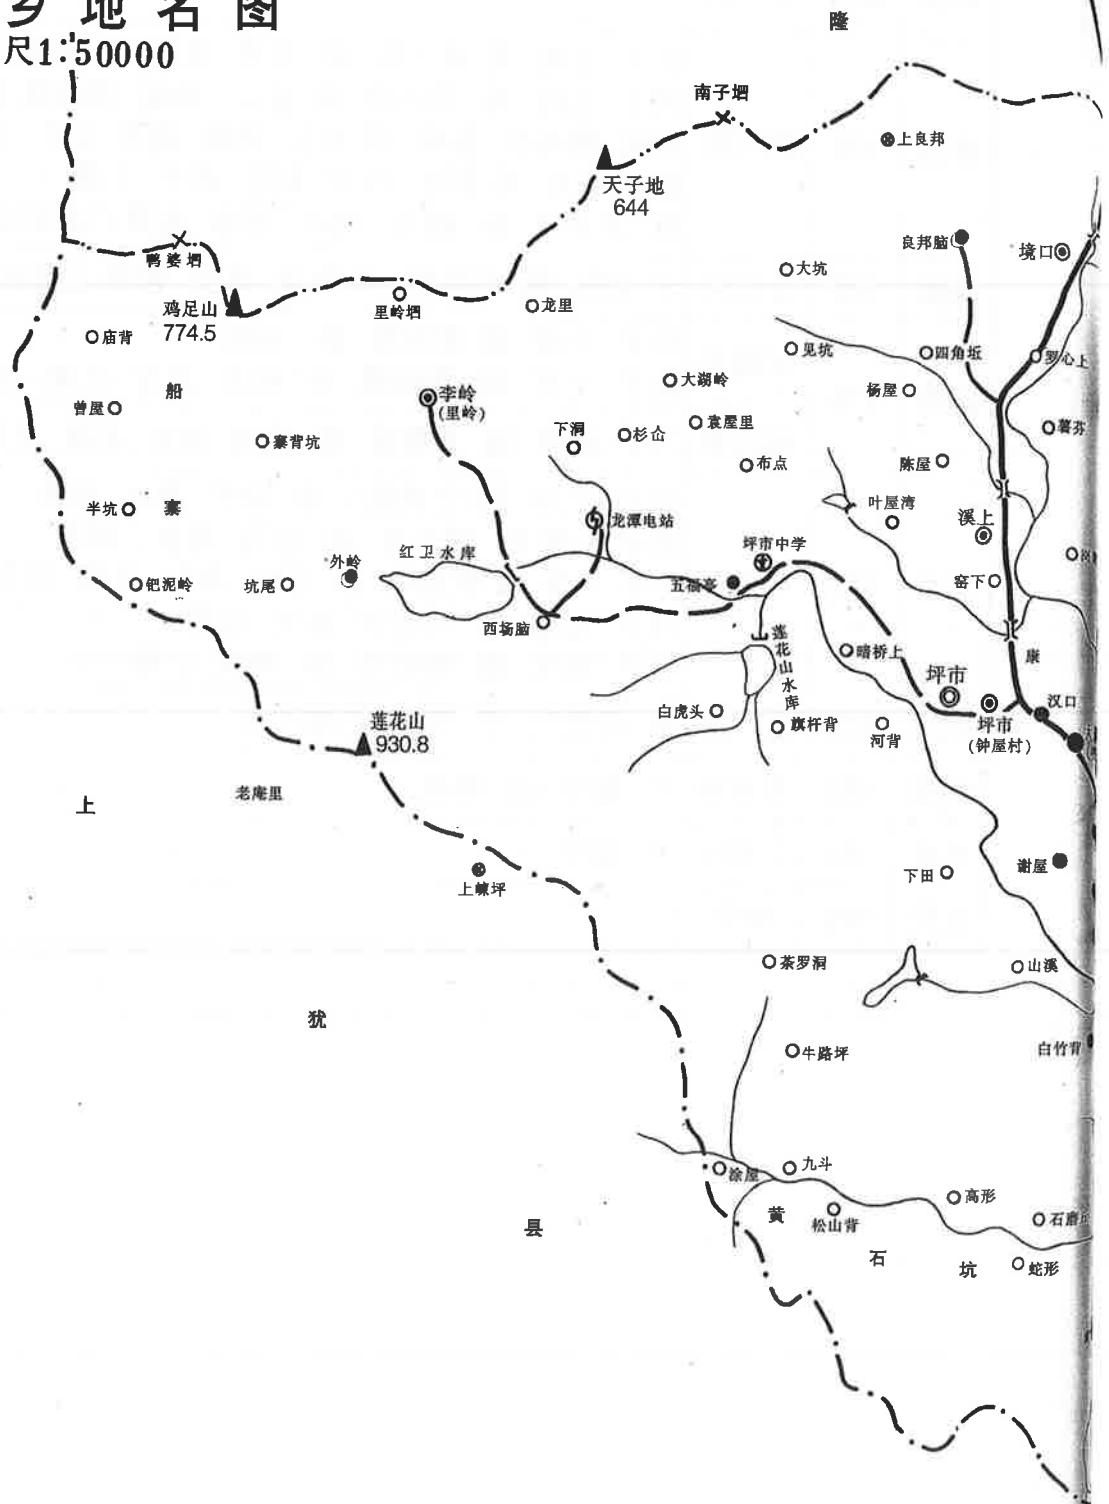 乡地名图
尺1:50000
隆
南子垇
上良邦
天子地
644
良邦脑
境口
鸭婆垇
大坑
鸡足山
774.5
里岭垇
龙里
庙背
见坑
四角坵
罗心上
船
大湖岭
杨屋
李岭
(里岭)
曾屋
袁屋里
下洞
杉仚
寨背坑
布点
陈屋
叶屋湾
半坑
寨
龙潭电站
溪上
坪市中学
红卫水库
外岭
钯泥岭
坑尾
五福亭
窑下
西场脑
莲花山水库
暗桥上
康
坪市
汉口
白虎头
旗杆背
河背
坪市
(钟屋村)
莲花山
930.8
老庵里
上
下田
谢屋
上崠坪
茶罗洞
山溪
犹
牛路坪
白竹背
涂屋
九斗
高形
黄
松山背
石磨
县
石
坑
蛇形